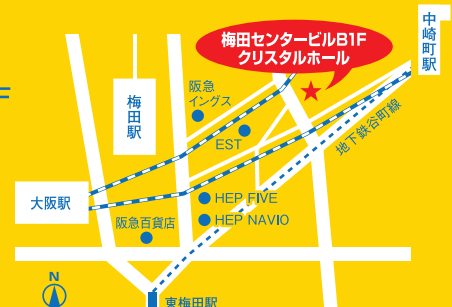 梅田センタービルB1F
クリスタルホール
中崎町駅
阪急
イングス
梅田駅
EST
地下鉄谷町線
大阪駅
HEP FIVE
阪急百貨店
HEP NAVIO
N
東梅田駅